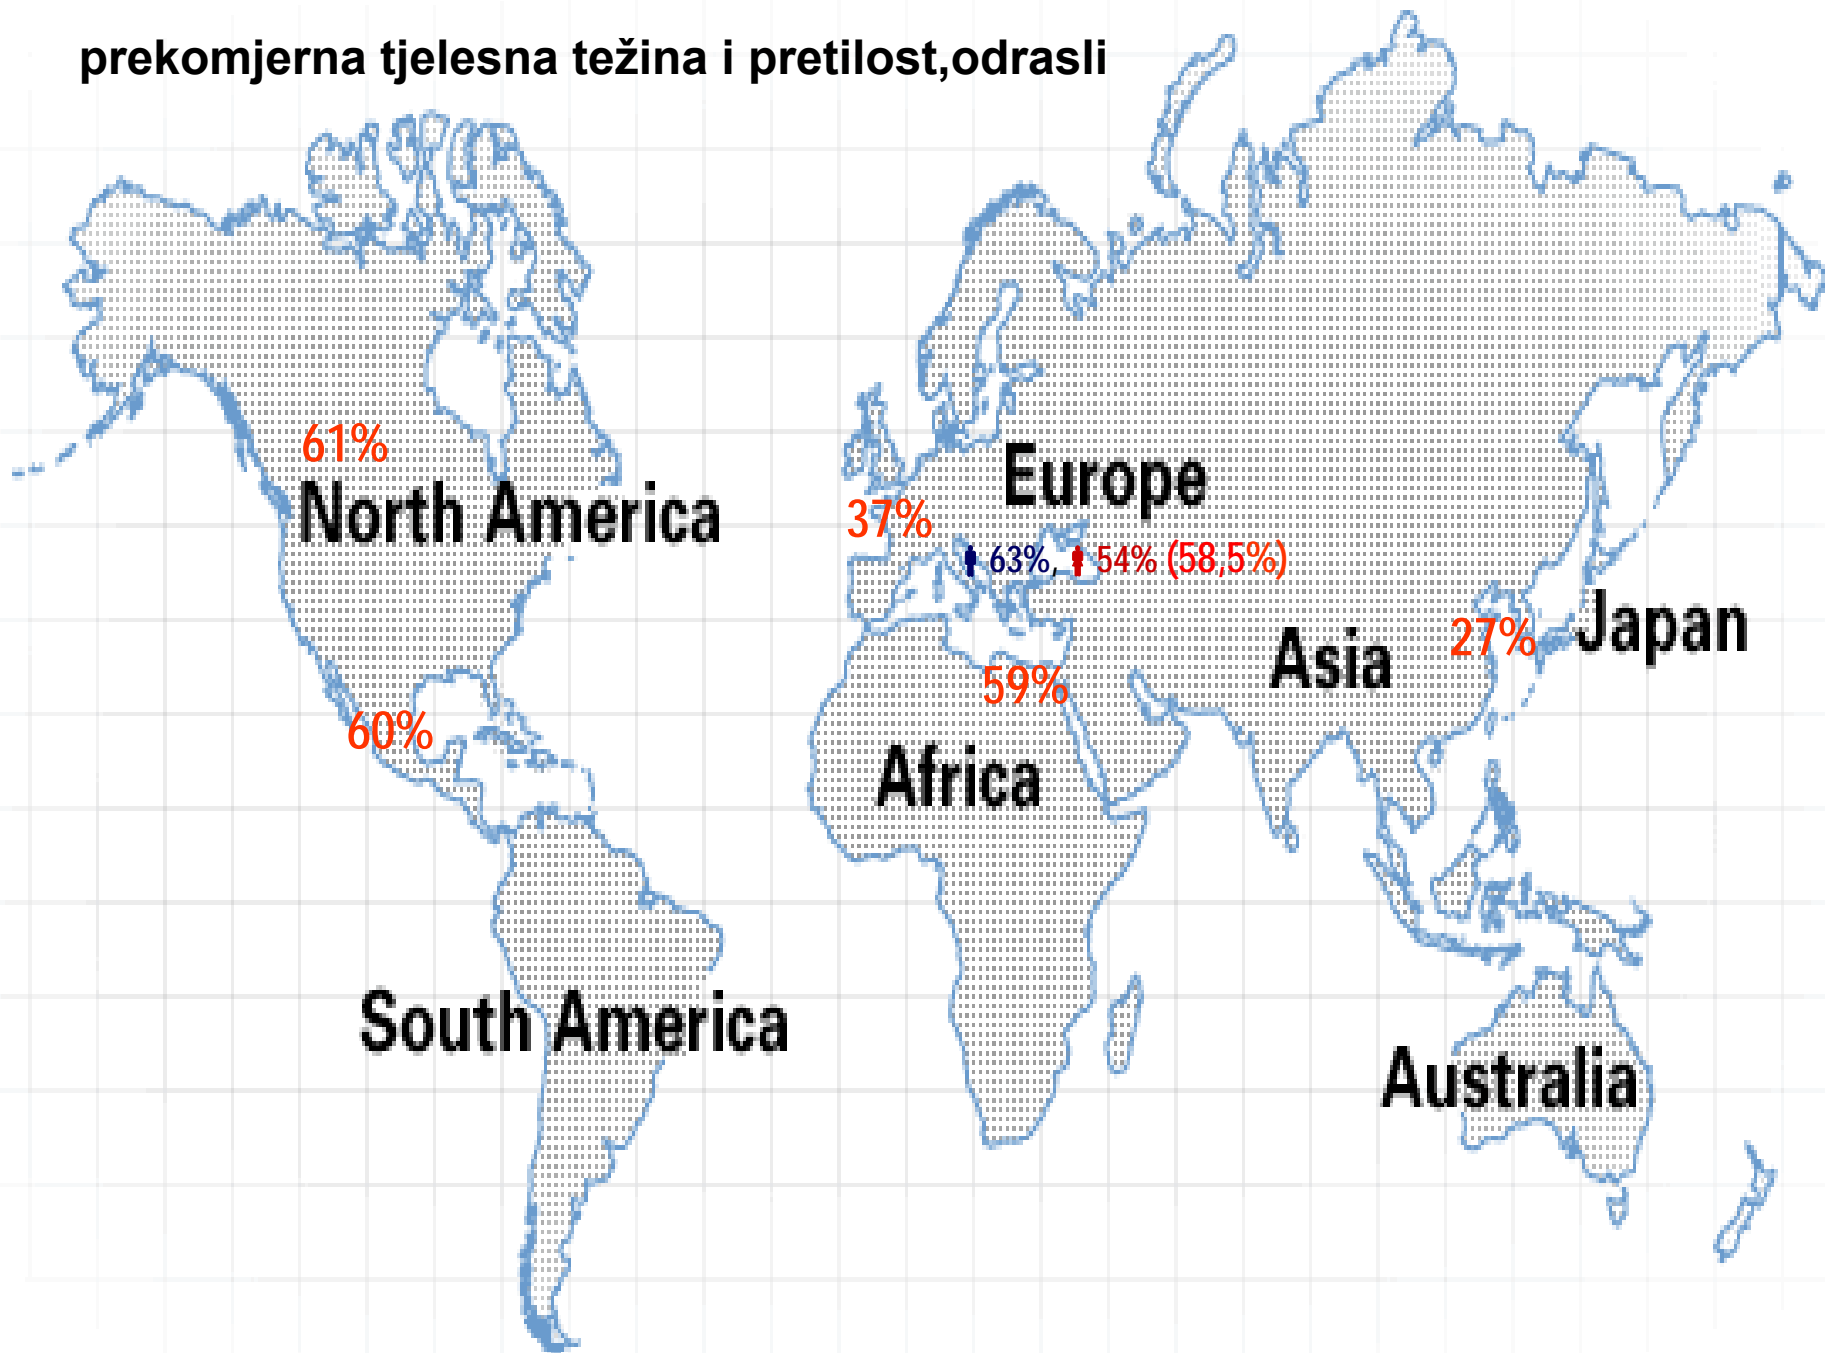 prekomjerna tjelesna težina i pretilost,odrasli
61%
North America
Europe
37%
63%, 54% (58,5%)
Japan
27%
Asia
59%
60%
Africa
South America
Australia